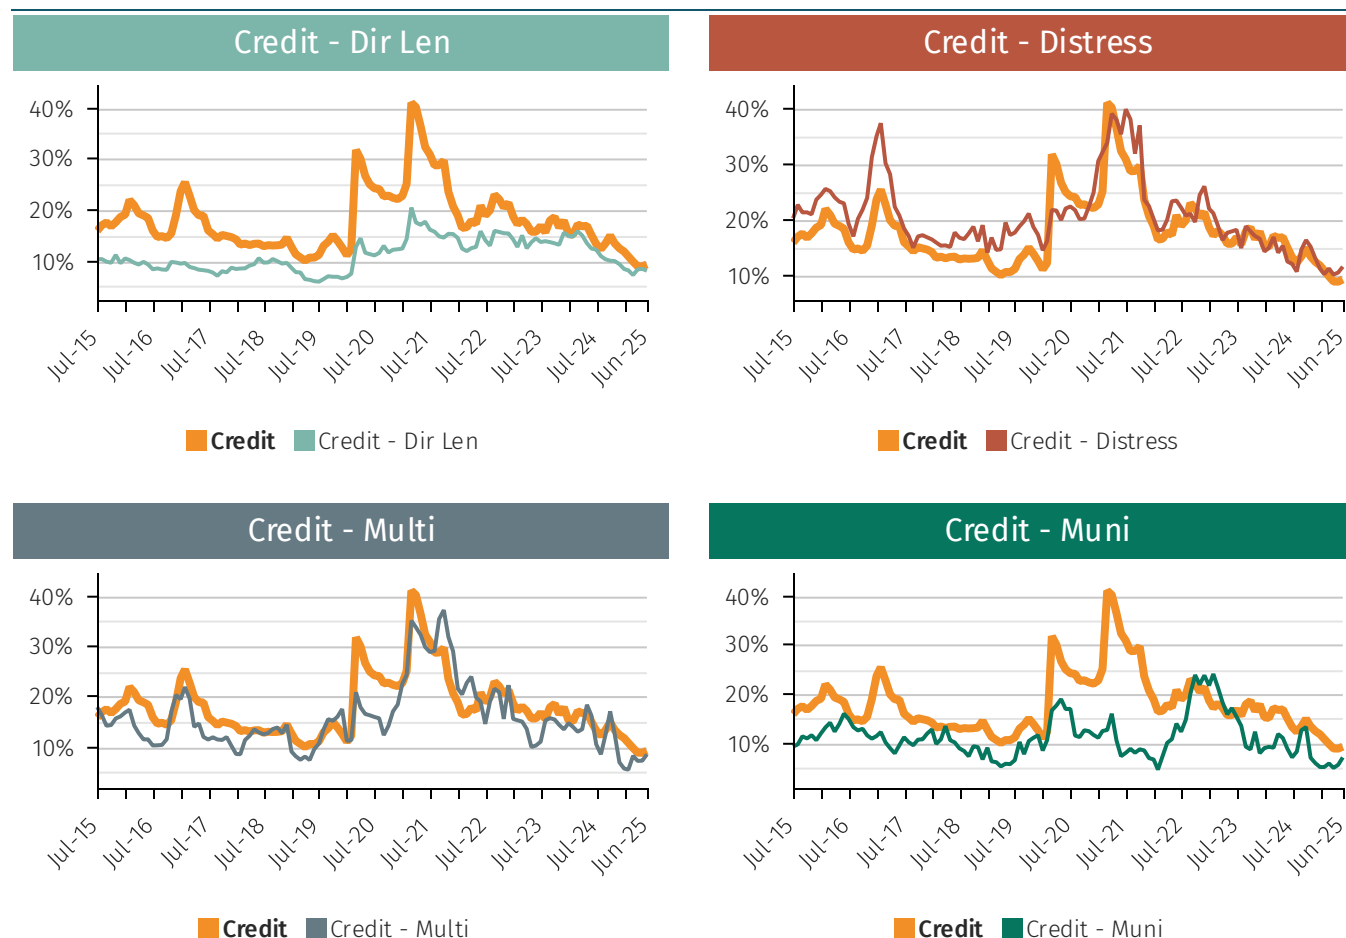 Credit - Dir Len
40%
30%
20%
10%
Jul-15
Jul-16
Jul-17
Jul-18
Jul-19
Jul-20
Jul-21
Jul-22
Jul-23
Jul-24
Jun-25
Credit Credit - Dir Len
Credit - Distress
40%
30%
20%
10%
Jul-15
Jul-16
Jul-17
Jul-18
Jul-19
Jul-20
Jul-21
Jul-22
Jul-23
Jul-24
Jun-25
Credit Credit - Distress
Credit - Multi
40%
30%
20%
10%
Jul-15
Jul-16
Jul-17
Jul-18
Jul-19
Jul-20
Jul-21
Jul-22
Jul-23
Jul-24
Jun-25
Credit Credit - Multi
Credit - Muni
40%
30%
20%
10%
Jul-15
Jul-16
Jul-17
Jul-18
Jul-19
Jul-20
Jul-21
Jul-22
Jul-23
Jul-24
Jun-25
Credit Credit - Muni